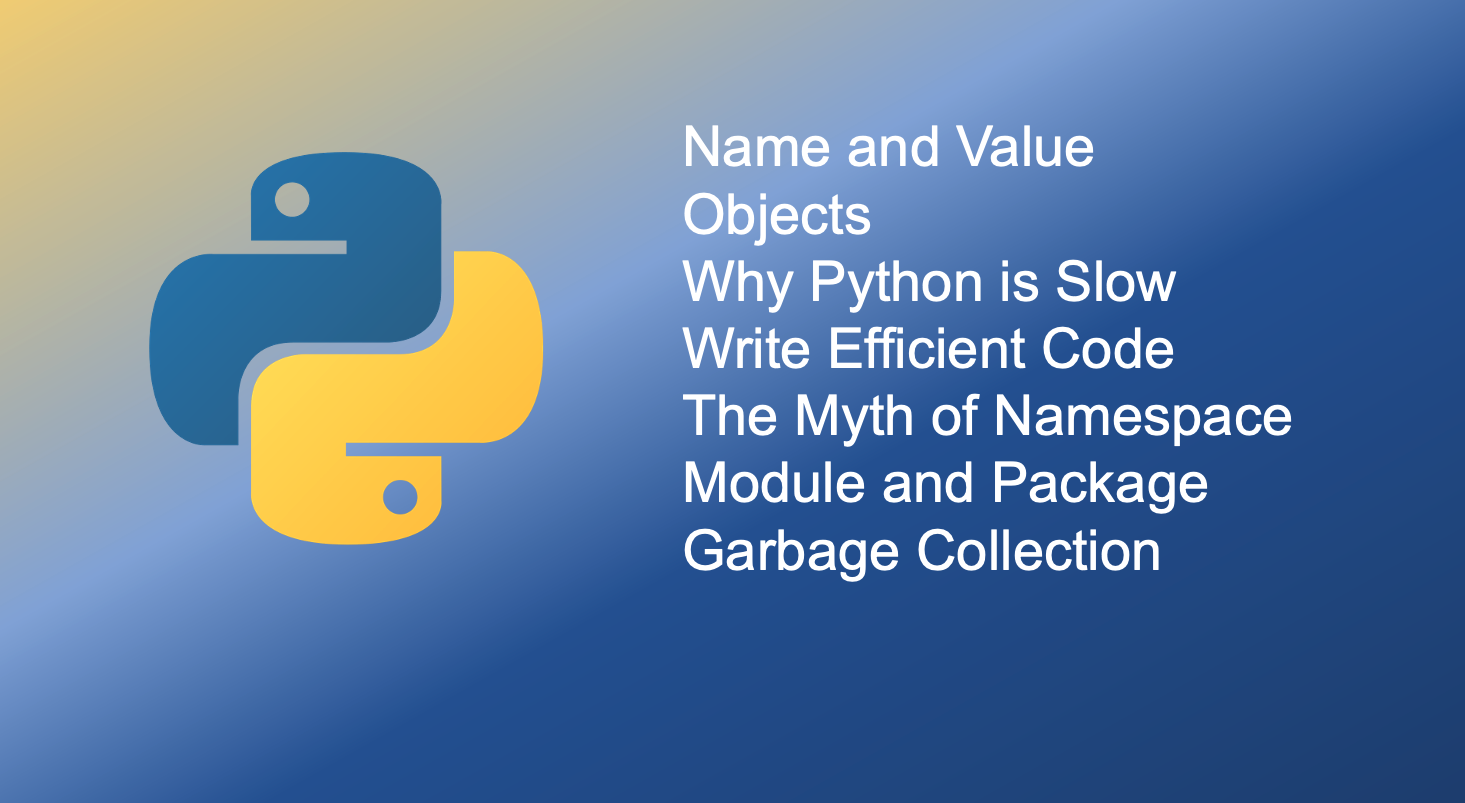 Name and Value
Objects
Why Python is Slow
Write Efficient Code
The Myth of Namespace
Module and Package
Garbage Collection